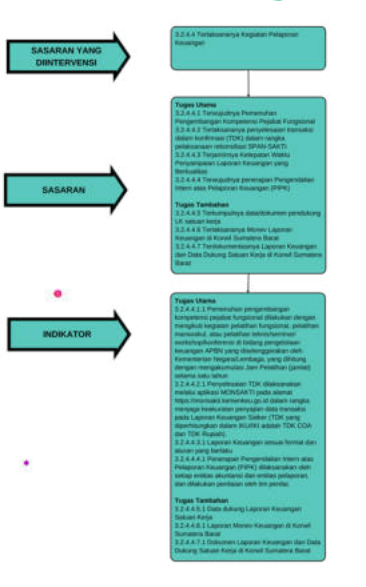 SASARAN YANG
DIINTERVENSI
3.2.4.4 Terlaksananya Kegiatan Pelaporan
Keuangan
SASARAN
Tugas Utama
3.2.4.4.1 Terwujudnya Pemenuhan
Pengembangan Kompetensi Pejabat Fungsional
3.2.4.4.2 Terlaksananya penyelesaian transaksi
dalam konfirmasi (TDK) dalam rangka
pelaksanaan rekonsiliasi SPAN-SAKTI
3.2.4.4.3 Terjaminnya Ketepatan Waktu
Penyampaian Laporan Keuangan yang
Berkualitas
3.2.4.4.4 Terwujudnya penerapan Pengendalian
Intern atas Pelaporan Keuangan (PIPK)
Tugas Tambahan
3.2.4.4.5 Terkumpulnya data/dokumen pendukung
LK satuan kerja
3.2.4.4.6 Terlaksananya Monev Laporan
Keuangan di Korwil Sumatera Barat
3.2.4.4.7 Terdokumentasinya Laporan Keuangan
dan Data Dukung Satuan Kerja di Korwil Sumatera
Barat
INDIKATOR
Tugas Utama
3.2.4.4.1.1 Pemenuhan pengembangan
kompetensi pejabat fungsional dilakukan dengan
mengikuti kegiatan pelatihan fungsional, pelatihan
manasoskul, atau pelatihan teknis/seminar/
workshop/konferensi di bidang pengelolaan
keuangan APBN yang diselenggarakan oleh
Kementerian Negara/Lembaga, yang dihitung
dengan mengakumulasi Jam Pelatihan (jamlat)
selama satu tahun
3.2.4.4.2.1 Penyelesaian TDK dilaksanakan
melalui aplikasi MONSAKTI pada alamat
https://monsakti.kemenkeu.go.id dalam rangka
menjaga keakuratan penyajian data transaksi
pada Laporan Keuangan Satker (TDK yang
diperhitungkan dalam IKU/IKI adalah TDK COA
dan TDK Rupiah).
3.2.4.4.3.1 Laporan Keuangan sesuai format dan
aturan yang berlaku
3.2.4.4.4.1 Penerapan Pengendalian Intern atas
Pelaporan Keuangan (PIPK) dilaksanakan oleh
setiap entitas akuntansi dan entitas pelaporan,
dan dilakukan penilaian oleh tim penilai.
Tugas Tambahan
3.2.4.4.5.1 Data dukung Laporan Keuangan
Satuan Kerja
3.2.4.4.6.1 Laporan Monev Keuangan di Korwil
Sumatera Barat
3.2.4.4.7.1 Dokumen Laporan Keuangan dan Data
Dukung Satuan Kerja di Korwil Sumatera Barat